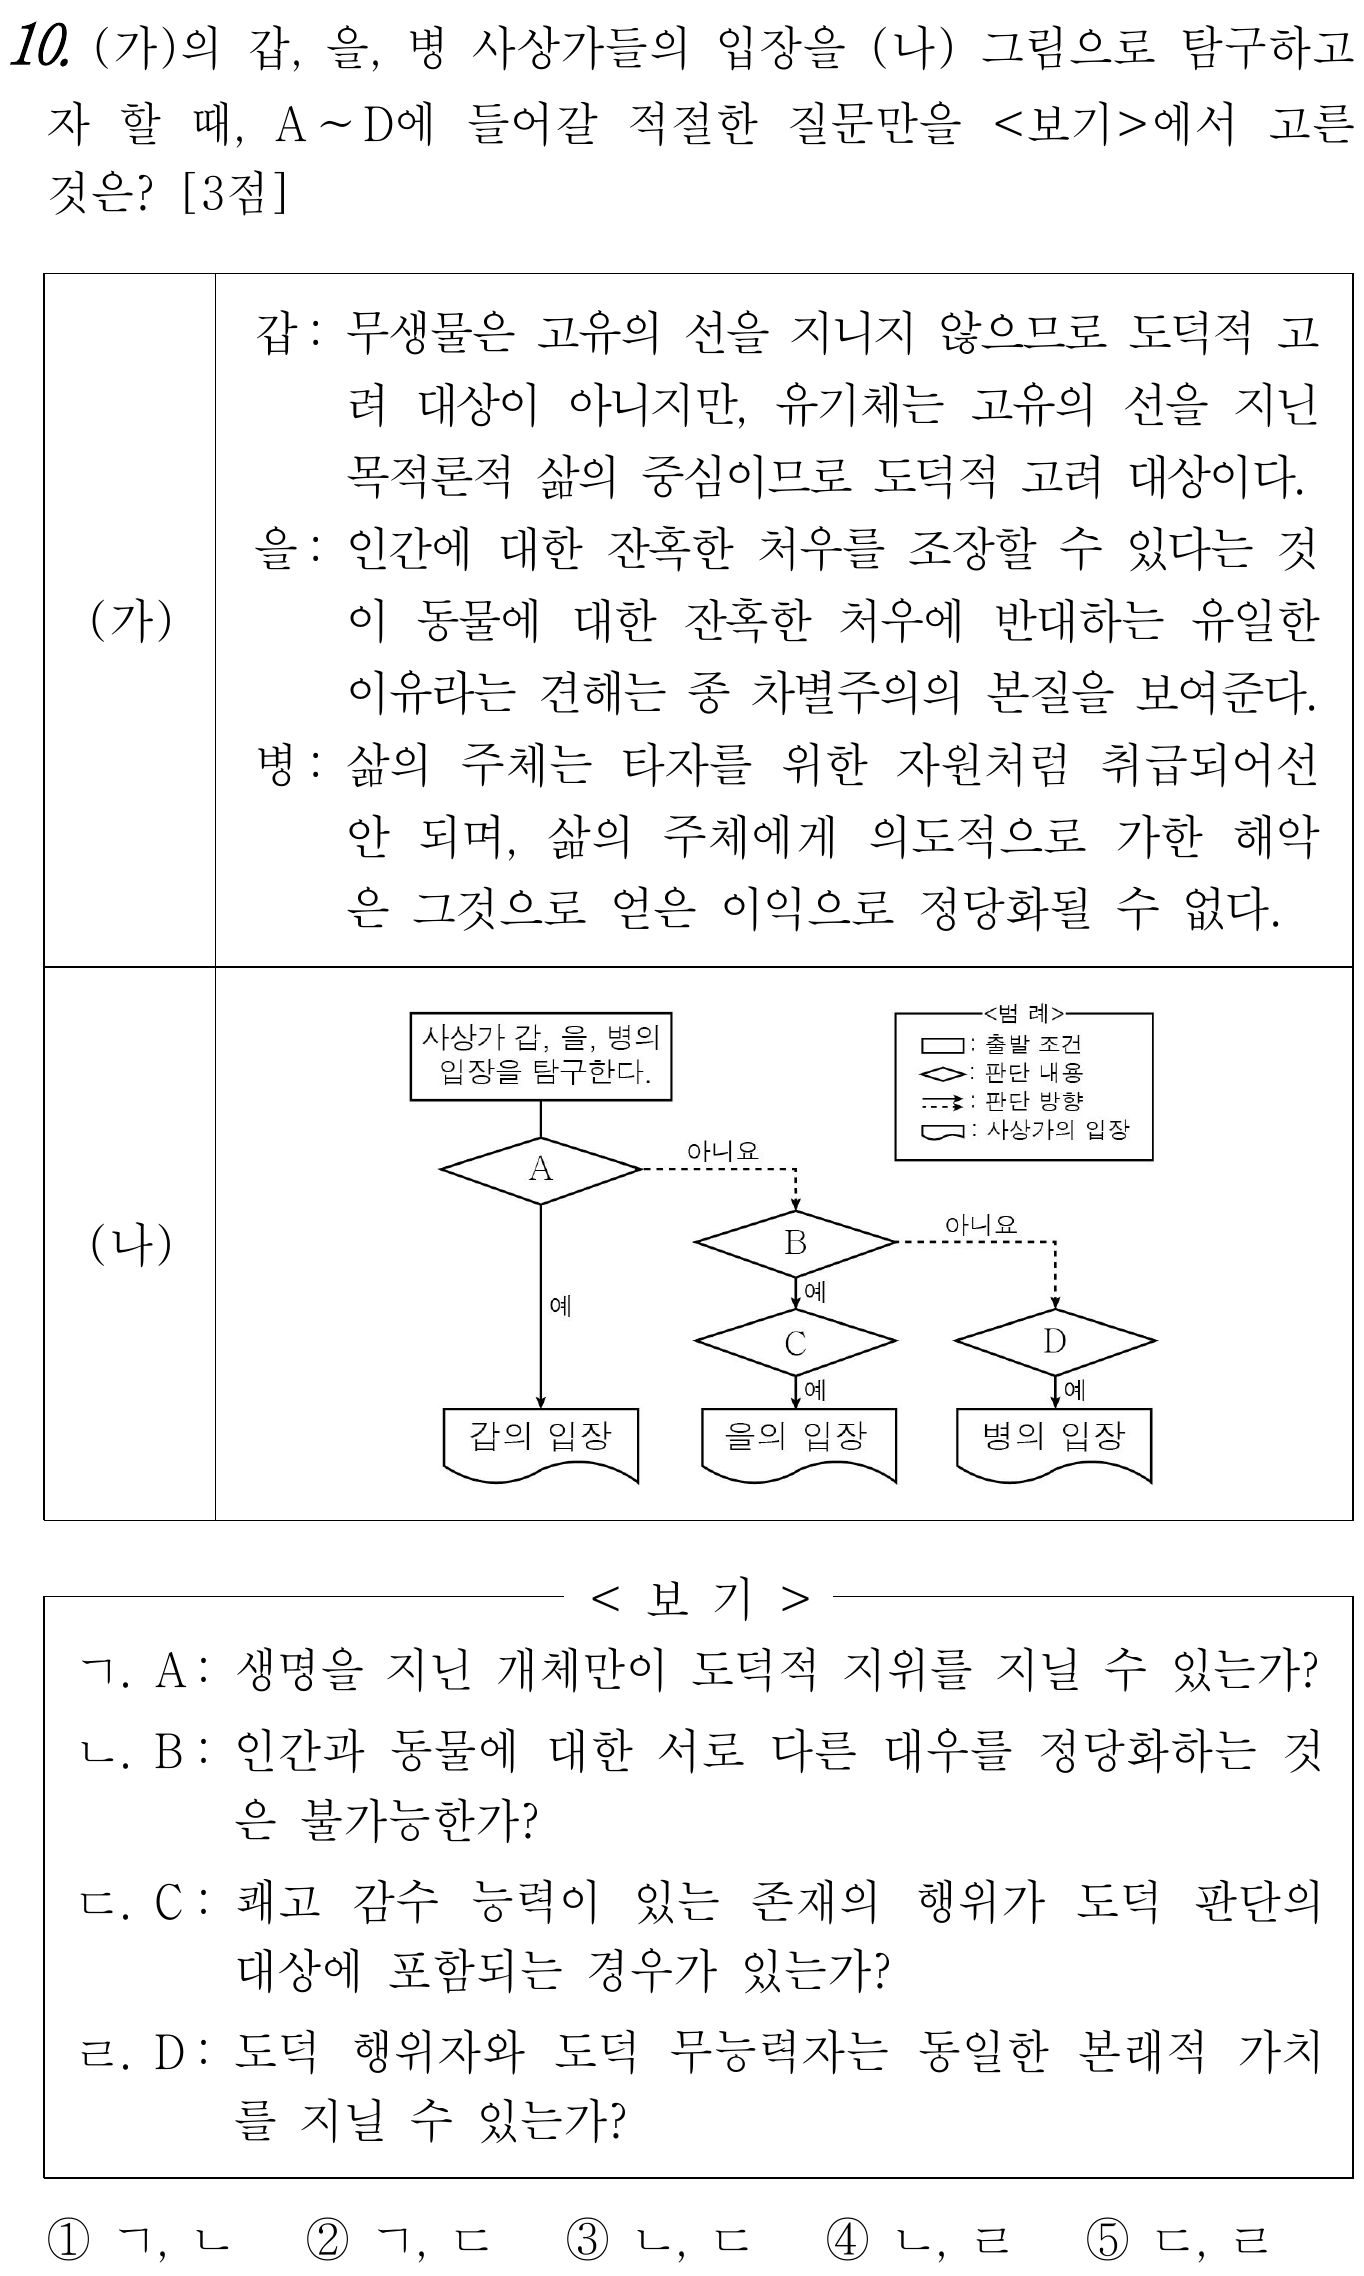 10. (가)의 갑, 을, 병 사상가들의 입장을 (나) 그림으로 탐구하고
자 할 때, A～D에 들어갈 적절한 질문만을 <보기>에서 고른
것은? [3점]
(가)
갑: 무생물은 고유의 선을 지니지 않으므로 도덕적 고
려 대상이 아니지만, 유기체는 고유의 선을 지닌
목적론적 삶의 중심이므로 도덕적 고려 대상이다.
을: 인간에 대한 잔혹한 처우를 조장할 수 있다는 것
이 동물에 대한 잔혹한 처우에 반대하는 유일한
이유라는 견해는 종 차별주의의 본질을 보여준다.
병: 삶의 주체는 타자를 위한 자원처럼 취급되어선
안 되며, 삶의 주체에게 의도적으로 가한 해악
은 그것으로 얻은 이익으로 정당화될 수 없다.
(나)
사상가 갑, 을, 병의
입장을 탐구한다.
<범 례>
: 출발 조건
: 판단 내용
: 판단 방향
: 사상가의 입장
A
아니요
B
아니요
예
예
C
D
예
예
갑의 입장
을의 입장
병의 입장
< 보 기 >
ㄱ. A: 생명을 지닌 개체만이 도덕적 지위를 지닐 수 있는가?
ㄴ. B: 인간과 동물에 대한 서로 다른 대우를 정당화하는 것
은 불가능한가?
ㄷ. C: 쾌고 감수 능력이 있는 존재의 행위가 도덕 판단의
대상에 포함되는 경우가 있는가?
ㄹ. D: 도덕 행위자와 도덕 무능력자는 동일한 본래적 가치
를 지닐 수 있는가?
① ㄱ, ㄴ ② ㄱ, ㄷ ③ ㄴ, ㄷ ④ ㄴ, ㄹ ⑤ ㄷ, ㄹ